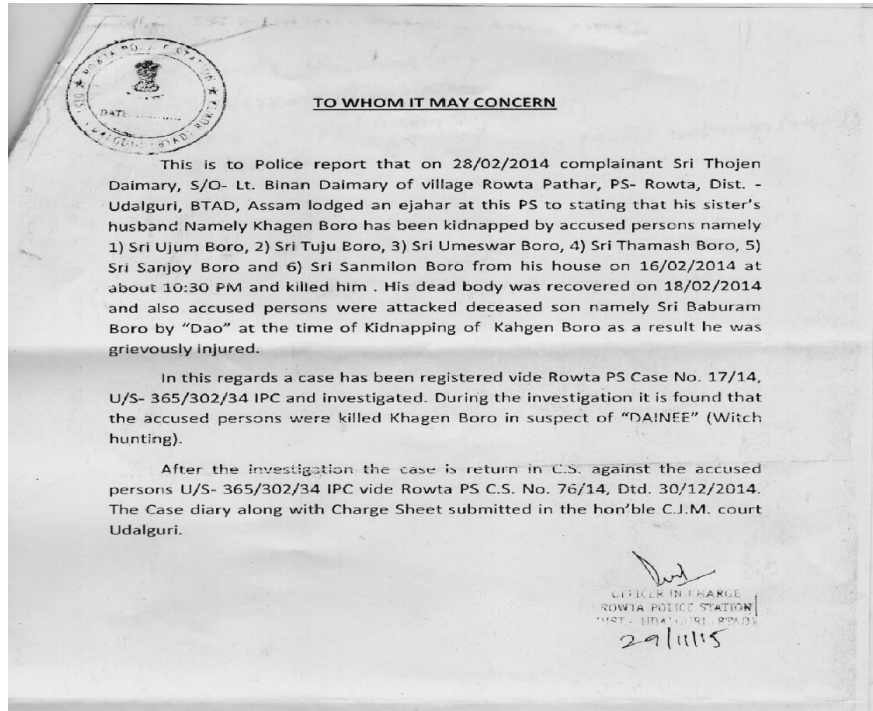 ROWTA POLICE STATION
DATE
TO WHOM IT MAY CONCERN
This is to Police report that on 28/02/2014 complainant Sri Thojen
Daimary, S/O- Lt. Binan Daimary of village Rowta Pathar, PS- Rowta, Dist. -
Udalguri, BTAD, Assam lodged an ejahar at this PS to stating that his sister's
husband Namely Khagen Boro has been kidnapped by accused persons namely
1) Sri Ujum Boro, 2) Sri Tuju Boro, 3) Sri Umeswar Boro, 4) Sri Thamash Boro, 5)
Sri Sanjoy Boro and 6) Sri Sanmilon Boro from his house on 16/02/2014 at
about 10:30 PM and killed him . His dead body was recovered on 18/02/2014
and also accused persons were attacked deceased son namely Sri Baburam
Boro by "Dao" at the time of Kidnapping of Kahgen Boro as a result he was
grievously injured.
In this regards a case has been registered vide Rowta PS Case No. 17/14,
U/S- 365/302/34 IPC and investigated. During the investigation it is found that
the accused persons were killed Khagen Boro in suspect of "DAINEE" (Witch
hunting).
After the investigation the case is return in C.S. against the accused
persons U/S- 365/302/34 IPC vide Rowta PS C.S. No. 76/14, Dtd. 30/12/2014.
The Case diary along with Charge Sheet submitted in the hon'ble C.J.M. court
Udalguri.
OFFICER IN CHARGE
ROWTA POLICE STATION
DIST.- UDALGURI, BTAD
29/11/15